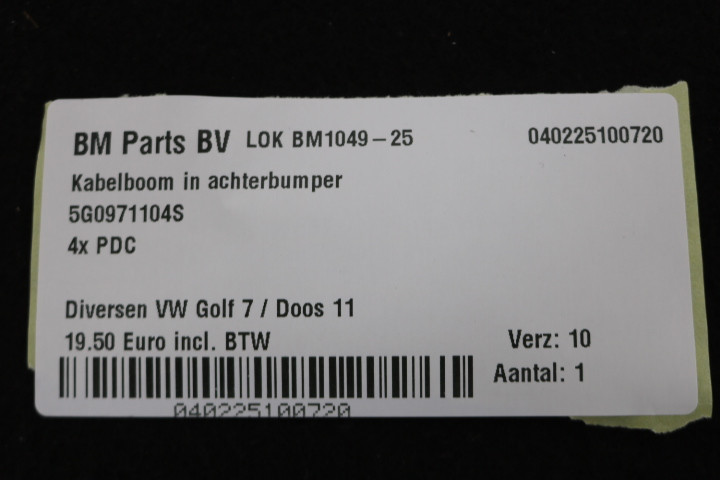 BM Parts BV LOK BM1049-25 040225100720
Kabelboom in achterbumper
5G0971104S
4x PDC
Diversen VW Golf 7 / Doos 11
19.50 Euro incl. BTW Verz: 10
Aantal: 1
040225100720